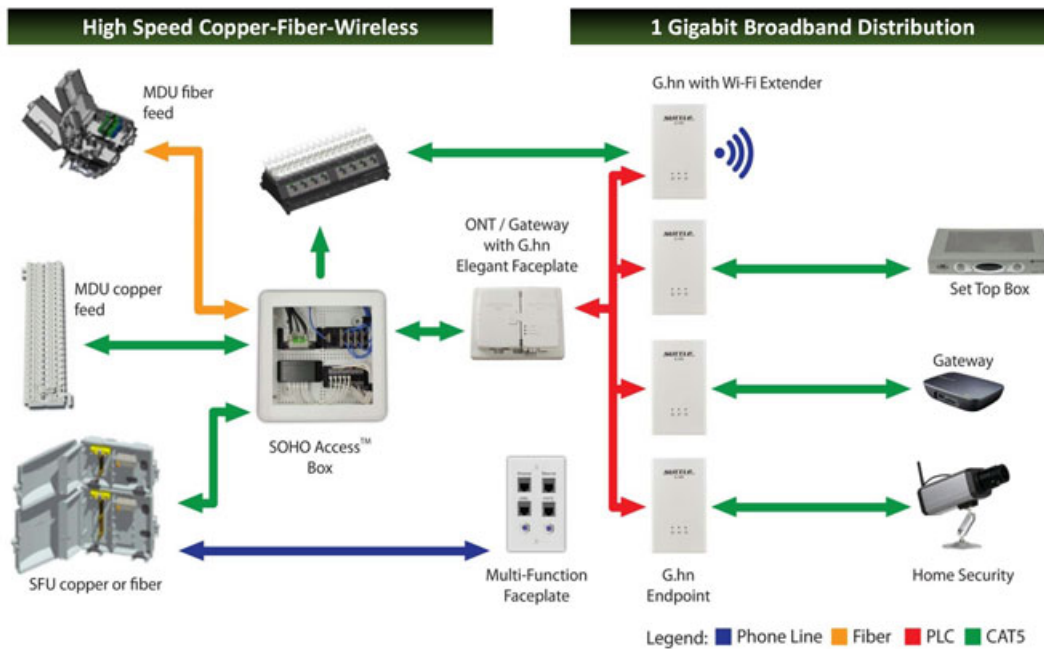 High Speed Copper-Fiber-Wireless
1 Gigabit Broadband Distribution
MDU fiber
feed
G.hn with Wi-Fi Extender
ONT / Gateway
with G.hn
Elegant Faceplate
MDU copper
feed
Set Top Box
Gateway
SOHO Access™
Box
SFU copper or fiber
Multi-Function
Faceplate
G.hn
Endpoint
Home Security
Legend: Phone Line Fiber PLC CAT5